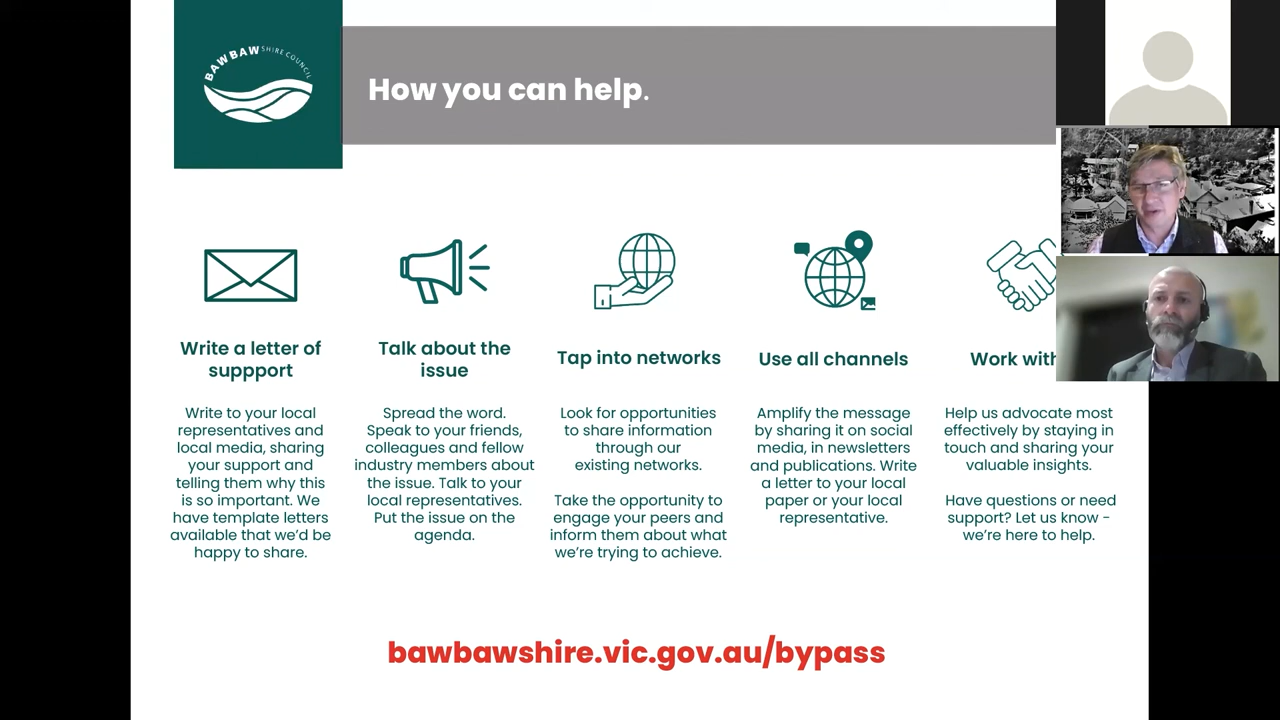 BAWBAW SHIRE COUNCIL
How you can help.
Write a letter of
suppport
Write to your local
representatives and
local media, sharing
your support and
telling them why this
is so important. We
have template letters
available that we'd be
happy to share.
Talk about the
issue
Spread the word.
Speak to your friends,
colleagues and fellow
industry members about
the issue. Talk to your
local representatives.
Put the issue on the
agenda.
Tap into networks
Look for opportunities
to share information
through our
existing networks.
Take the opportunity to
engage your peers and
inform them about what
we're trying to achieve.
Use all channels
Amplify the message
by sharing it on social
media, in newsletters
and publications. Write
a letter to your local
paper or your local
representative.
Work with
Help us advocate most
effectively by staying in
touch and sharing your
valuable insights.
Have questions or need
support? Let us know -
we're here to help.
bawbawshire.vic.gov.au/bypass